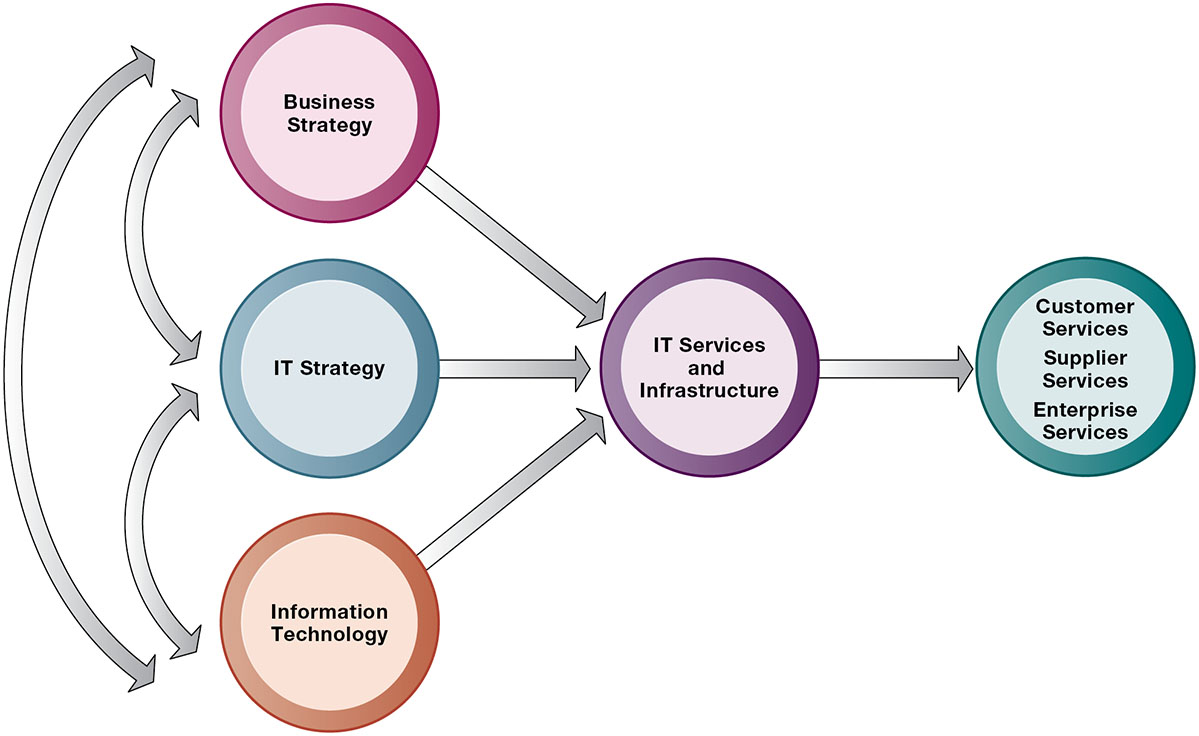 Business
Strategy
IT Strategy
Information
Technology
IT Services
and
Infrastructure
Customer
Services
Supplier
Services
Enterprise
Services